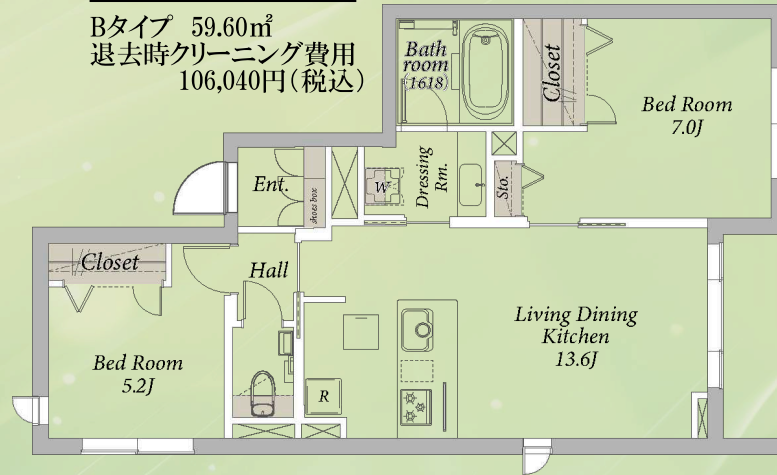 Bタイプ 59.60㎡
退去時クリーニング費用
106,040円(税込)
Bath
room
(1618)
Closet
Bed Room
7.0J
Ent.
shoes box
W
Dressing
Rm.
Sto.
Closet
Hall
Bed Room
5.2J
R
Living Dining
Kitchen
13.6J